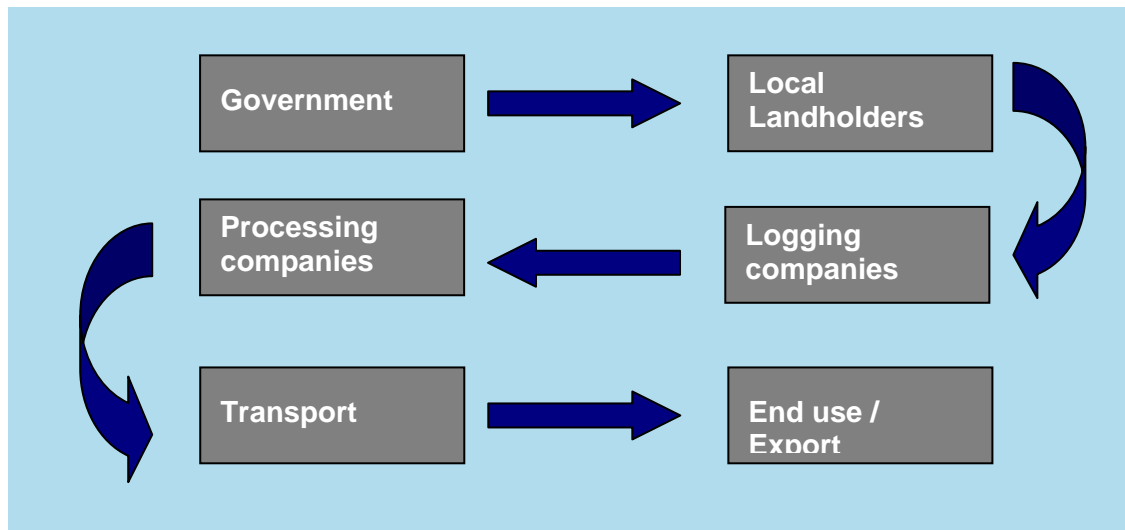 Government
Local
Landholders
Processing
companies
Logging
companies
Transport
End use /
Export